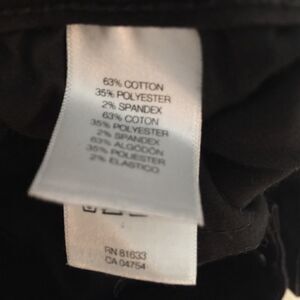 63% COTTON
35% POLYESTER
2% SPANDEX
63% COTON
35% POLYESTER
2% SPANDEX
63% ALGODÓN
35% POLIESTER
2% ELASTICO
RN 81633
CA 04754